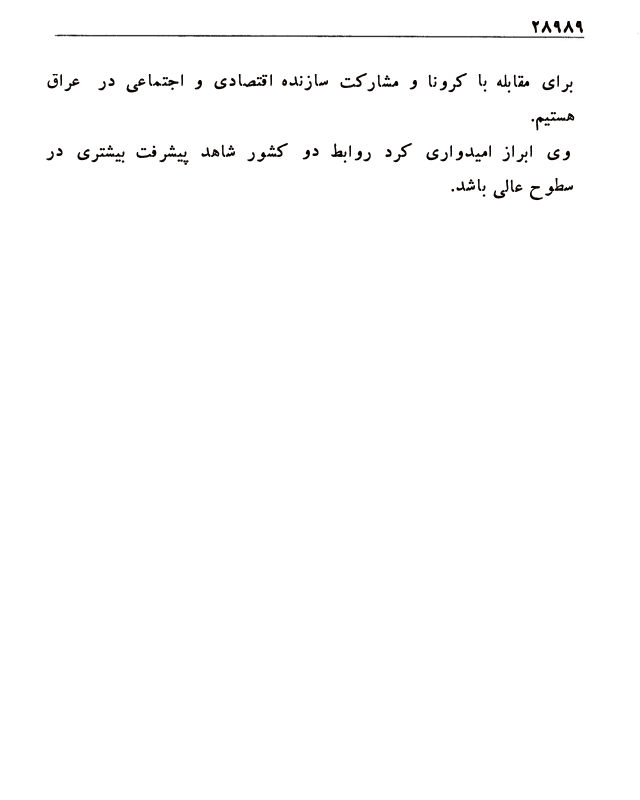 ۲۸۹۸۹
برای مقابله با کرونا و مشارکت سازنده اقتصادی و اجتماعی در عراق
هستیم.
وی ابراز امیدواری کرد روابط دو کشور شاهد پیشرفت بیشتری در
سطوح عالی باشد.